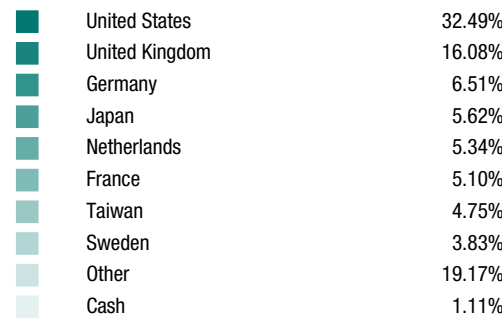 United States 32.49%
United Kingdom 16.08%
Germany 6.51%
Japan 5.62%
Netherlands 5.34%
France 5.10%
Taiwan 4.75%
Sweden 3.83%
Other 19.17%
Cash 1.11%